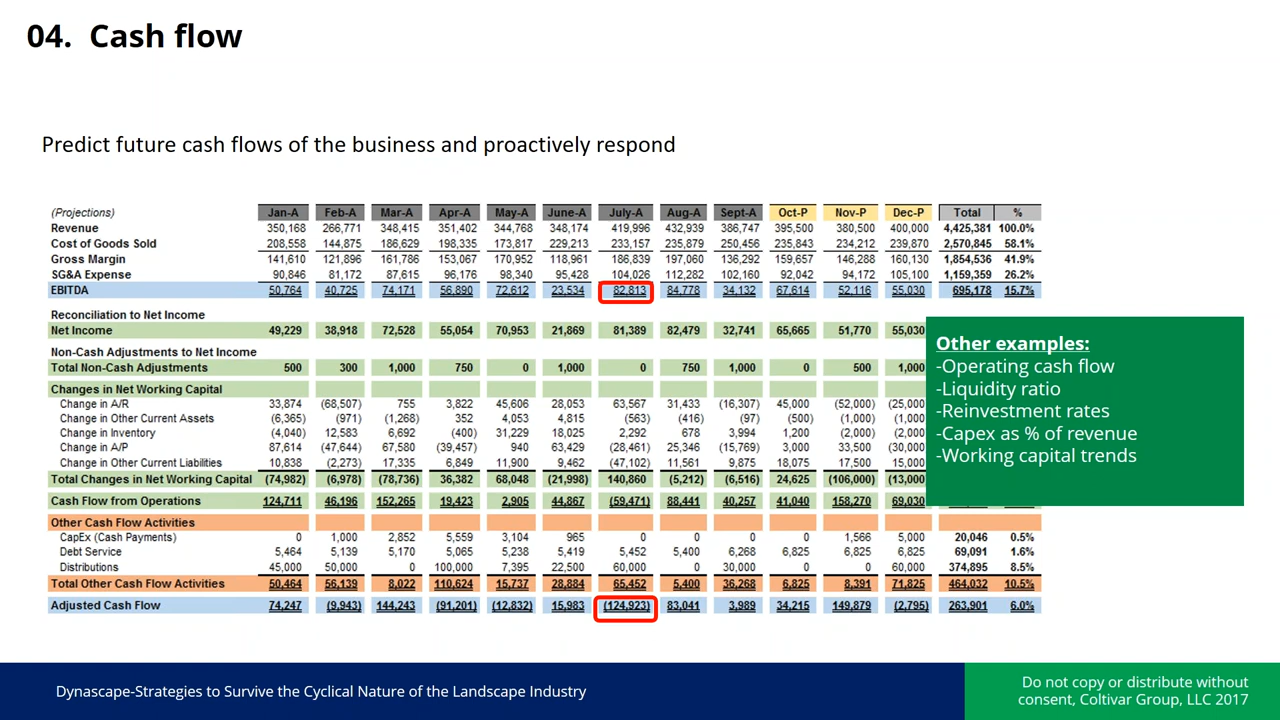 04. Cash flow
Predict future cash flows of the business and proactively respond
(Projections) Jan-A Feb-A Mar-A Apr-A May-A June-A July-A Aug-A Sept-A Oct-P Nov-P Dec-P Total %
Revenue 350,168 266,771 348,415 351,402 344,768 348,174 419,996 432,939 386,747 395,500 380,500 400,000 4,425,381 100.0%
Cost of Goods Sold 208,558 144,875 186,629 198,335 173,817 229,213 233,157 235,879 250,456 235,843 234,212 239,870 2,570,845 58.1%
Gross Margin 141,610 121,896 161,786 153,067 170,952 118,961 186,839 197,060 136,292 159,657 146,288 160,130 1,854,536 41.9%
SG&A Expense 90,846 81,172 87,615 96,176 98,340 95,428 104,026 112,282 102,160 92,042 94,172 105,100 1,159,359 26.2%
EBITDA 50,764 40,725 74,171 56,890 72,612 23,534 82,813 84,778 34,132 67,614 52,116 55,030 695,178 15.7%
Reconciliation to Net Income
Net Income 49,229 38,918 72,528 55,054 70,953 21,869 81,389 82,479 32,741 65,665 51,770 55,030
Non-Cash Adjustments to Net Income
Total Non-Cash Adjustments 500 300 1,000 750 0 1,000 0 750 1,000 0 500 1,000
Changes in Net Working Capital
Change in A/R 33,874 (68,507) 755 3,822 45,606 28,053 63,567 31,433 (16,307) 45,000 (52,000) (25,000
Change in Other Current Assets (6,365) (971) (1,268) 352 4,053 4,815 (563) (416) (97) (500) (1,000) (1,000
Change in Inventory (4,040) 12,583 6,692 (400) 31,229 18,025 2,292 678 3,994 1,200 (2,000) (2,000
Change in A/P 87,614 (47,644) 67,580 (39,457) 940 63,429 (28,461) 25,346 (15,769) 3,000 33,500 (30,000
Change in Other Current Liabilities 10,838 (2,273) 17,335 6,849 11,900 9,462 (47,102) 11,561 9,875 18,075 17,500 15,000
Total Changes in Net Working Capital (74,982) (6,978) (78,736) 36,382 68,048 (21,998) 140,860 (5,212) (6,516) 24,625 (106,000) (13,000
Cash Flow from Operations 124,711 46,196 152,265 19,423 2,905 44,867 (59,471) 88,441 40,257 41,040 158,270 69,030
Other Cash Flow Activities
CapEx (Cash Payments) 0 1,000 2,852 5,559 3,104 965 0 0 0 0 1,566 5,000 20,046 0.5%
Debt Service 5,464 5,139 5,170 5,065 5,238 5,419 5,452 5,400 6,268 6,825 6,825 6,825 69,091 1.6%
Distributions 45,000 50,000 0 100,000 7,395 22,500 60,000 0 30,000 0 0 60,000 374,895 8.5%
Total Other Cash Flow Activities 50,464 56,139 8,022 110,624 15,737 28,884 65,452 5,400 36,268 6,825 8,391 71,825 464,032 10.5%
Adjusted Cash Flow 74,247 (9,943) 144,243 (91,201) (12,832) 15,983 (124,923) 83,041 3,989 34,215 149,879 (2,795) 263,901 6.0%
Other examples:
-Operating cash flow
-Liquidity ratio
-Reinvestment rates
-Capex as % of revenue
-Working capital trends
Dynascape-Strategies to Survive the Cyclical Nature of the Landscape Industry
Do not copy or distribute without
consent, Coltivar Group, LLC 2017